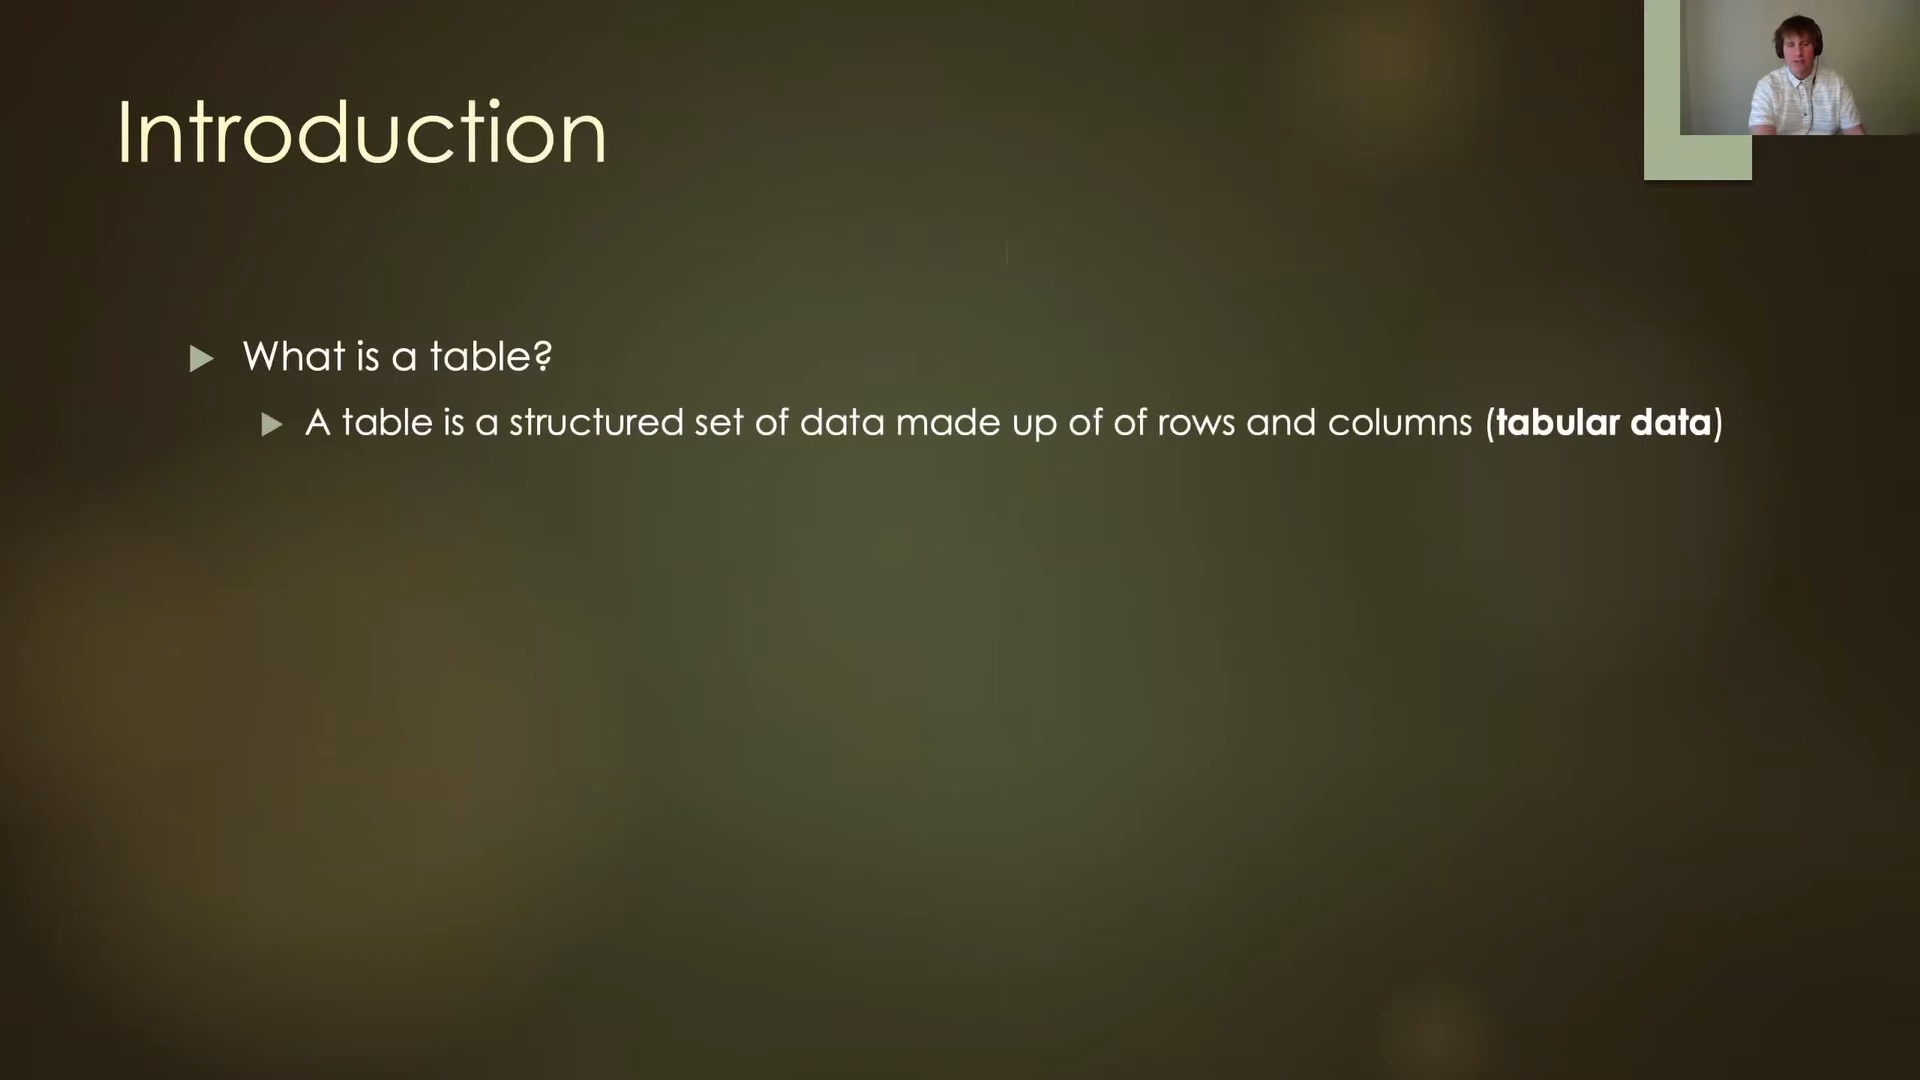 Introduction
What is a table?
A table is a structured set of data made up of of rows and columns (tabular data)